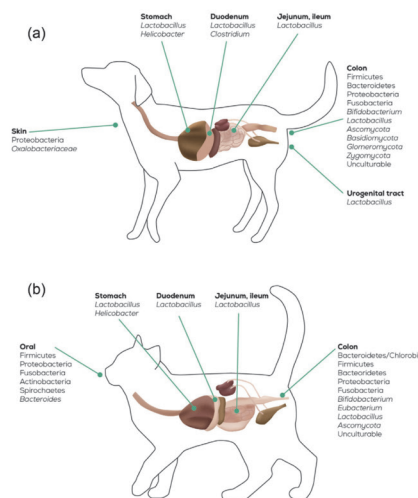 (a)
Stomach
Lactobacillus
Helicobacter
Duodenum
Lactobacillus
Clostridium
Jejunum, ileum
Lactobacillus
Colon
Firmicutes
Bacteroidetes
Proteobacteria
Fusobacteria
Bifidobacterium
Lactobacillus
Ascomycota
Basidiomycota
Glomeromycota
Zygomycota
Unculturable
Skin
Proteobacteria
Oxalobacteriaceae
Urogenital tract
Lactobacillus
(b)
Stomach
Lactobacillus
Helicobacter
Duodenum
Lactobacillus
Jejunum, ileum
Lactobacillus
Oral
Firmicutes
Proteobacteria
Fusobacteria
Actinobacteria
Spirochaetes
Bacteroides
Colon
Bacteroidetes/Chlorobi
Firmicutes
Bacteoridetes
Proteobacteria
Fusobacteria
Bifidobacterium
Eubacterium
Lactobacillus
Ascomycota
Unculturable